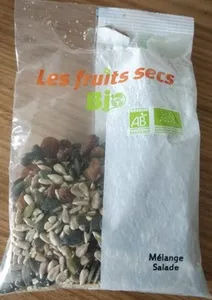 Les fruits secs
Bio
AB
Mélange
Salade